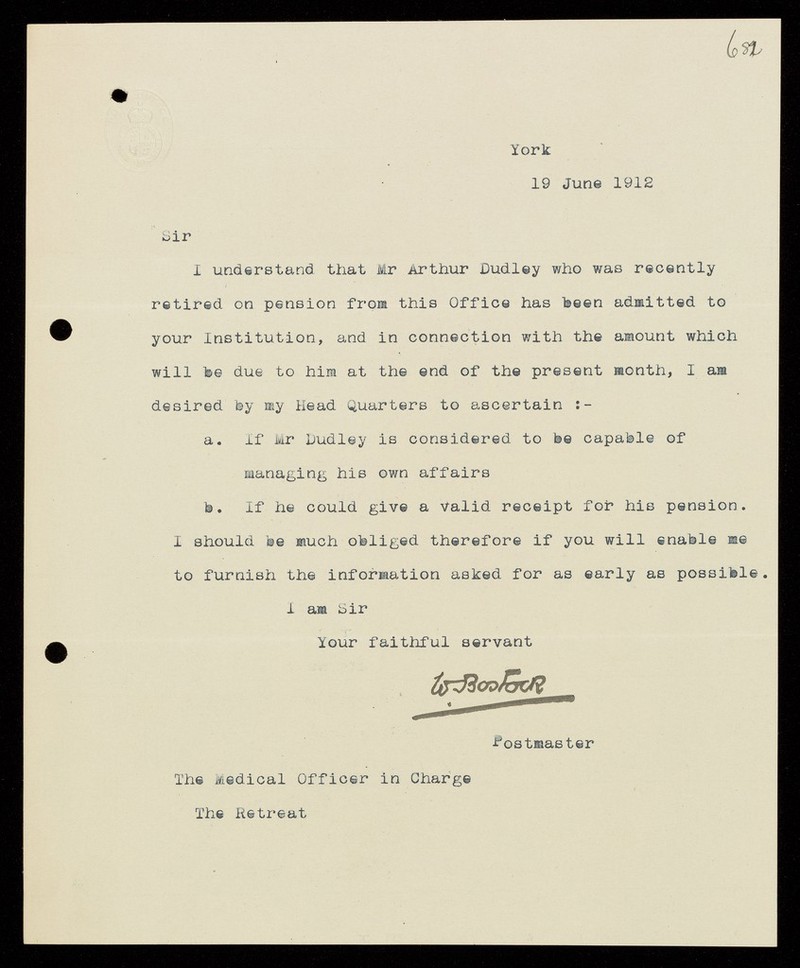 682
York
19 June 1912
Sir
I understand that Mr Arthur Dudley who was recently
retired on pension from this Office has been admitted to
your Institution, and in connection with the amount which
will be due to him at the end of the present month, I am
desired by my Head Quarters to ascertain :-
a. If Mr Dudley is considered to be capable of
managing his own affairs
b. If he could give a valid receipt for his pension.
I should be much obliged therefore if you will enable me
to furnish the information asked for as early as possible.
I am Sir
Your faithful servant
W. Bostock
Postmaster
The Medical Officer in Charge
The Retreat